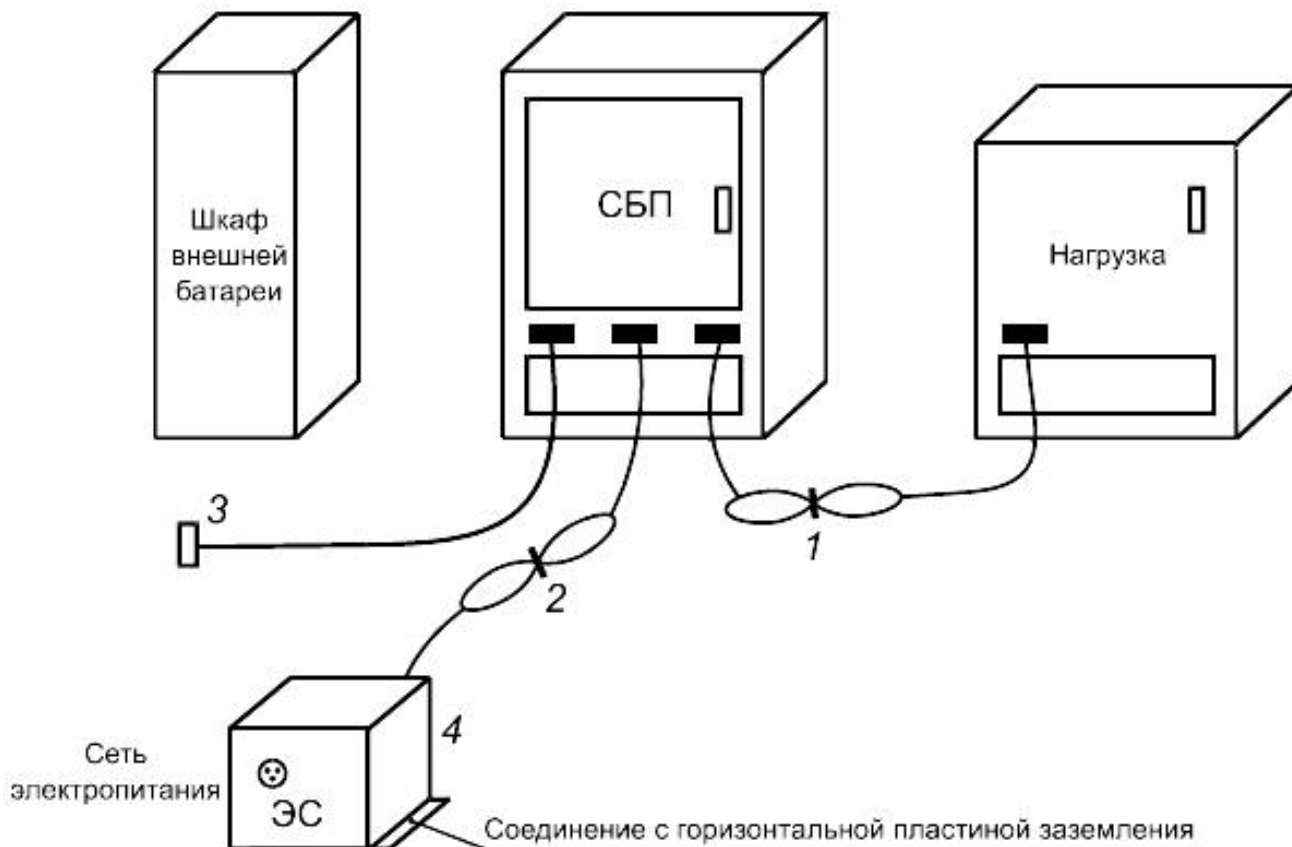 Шкаф
внешней
батареи
СБП
Нагрузка
3
1
2
4
Сеть
электропитания
ЭС
Соединение с горизонтальной пластиной заземления